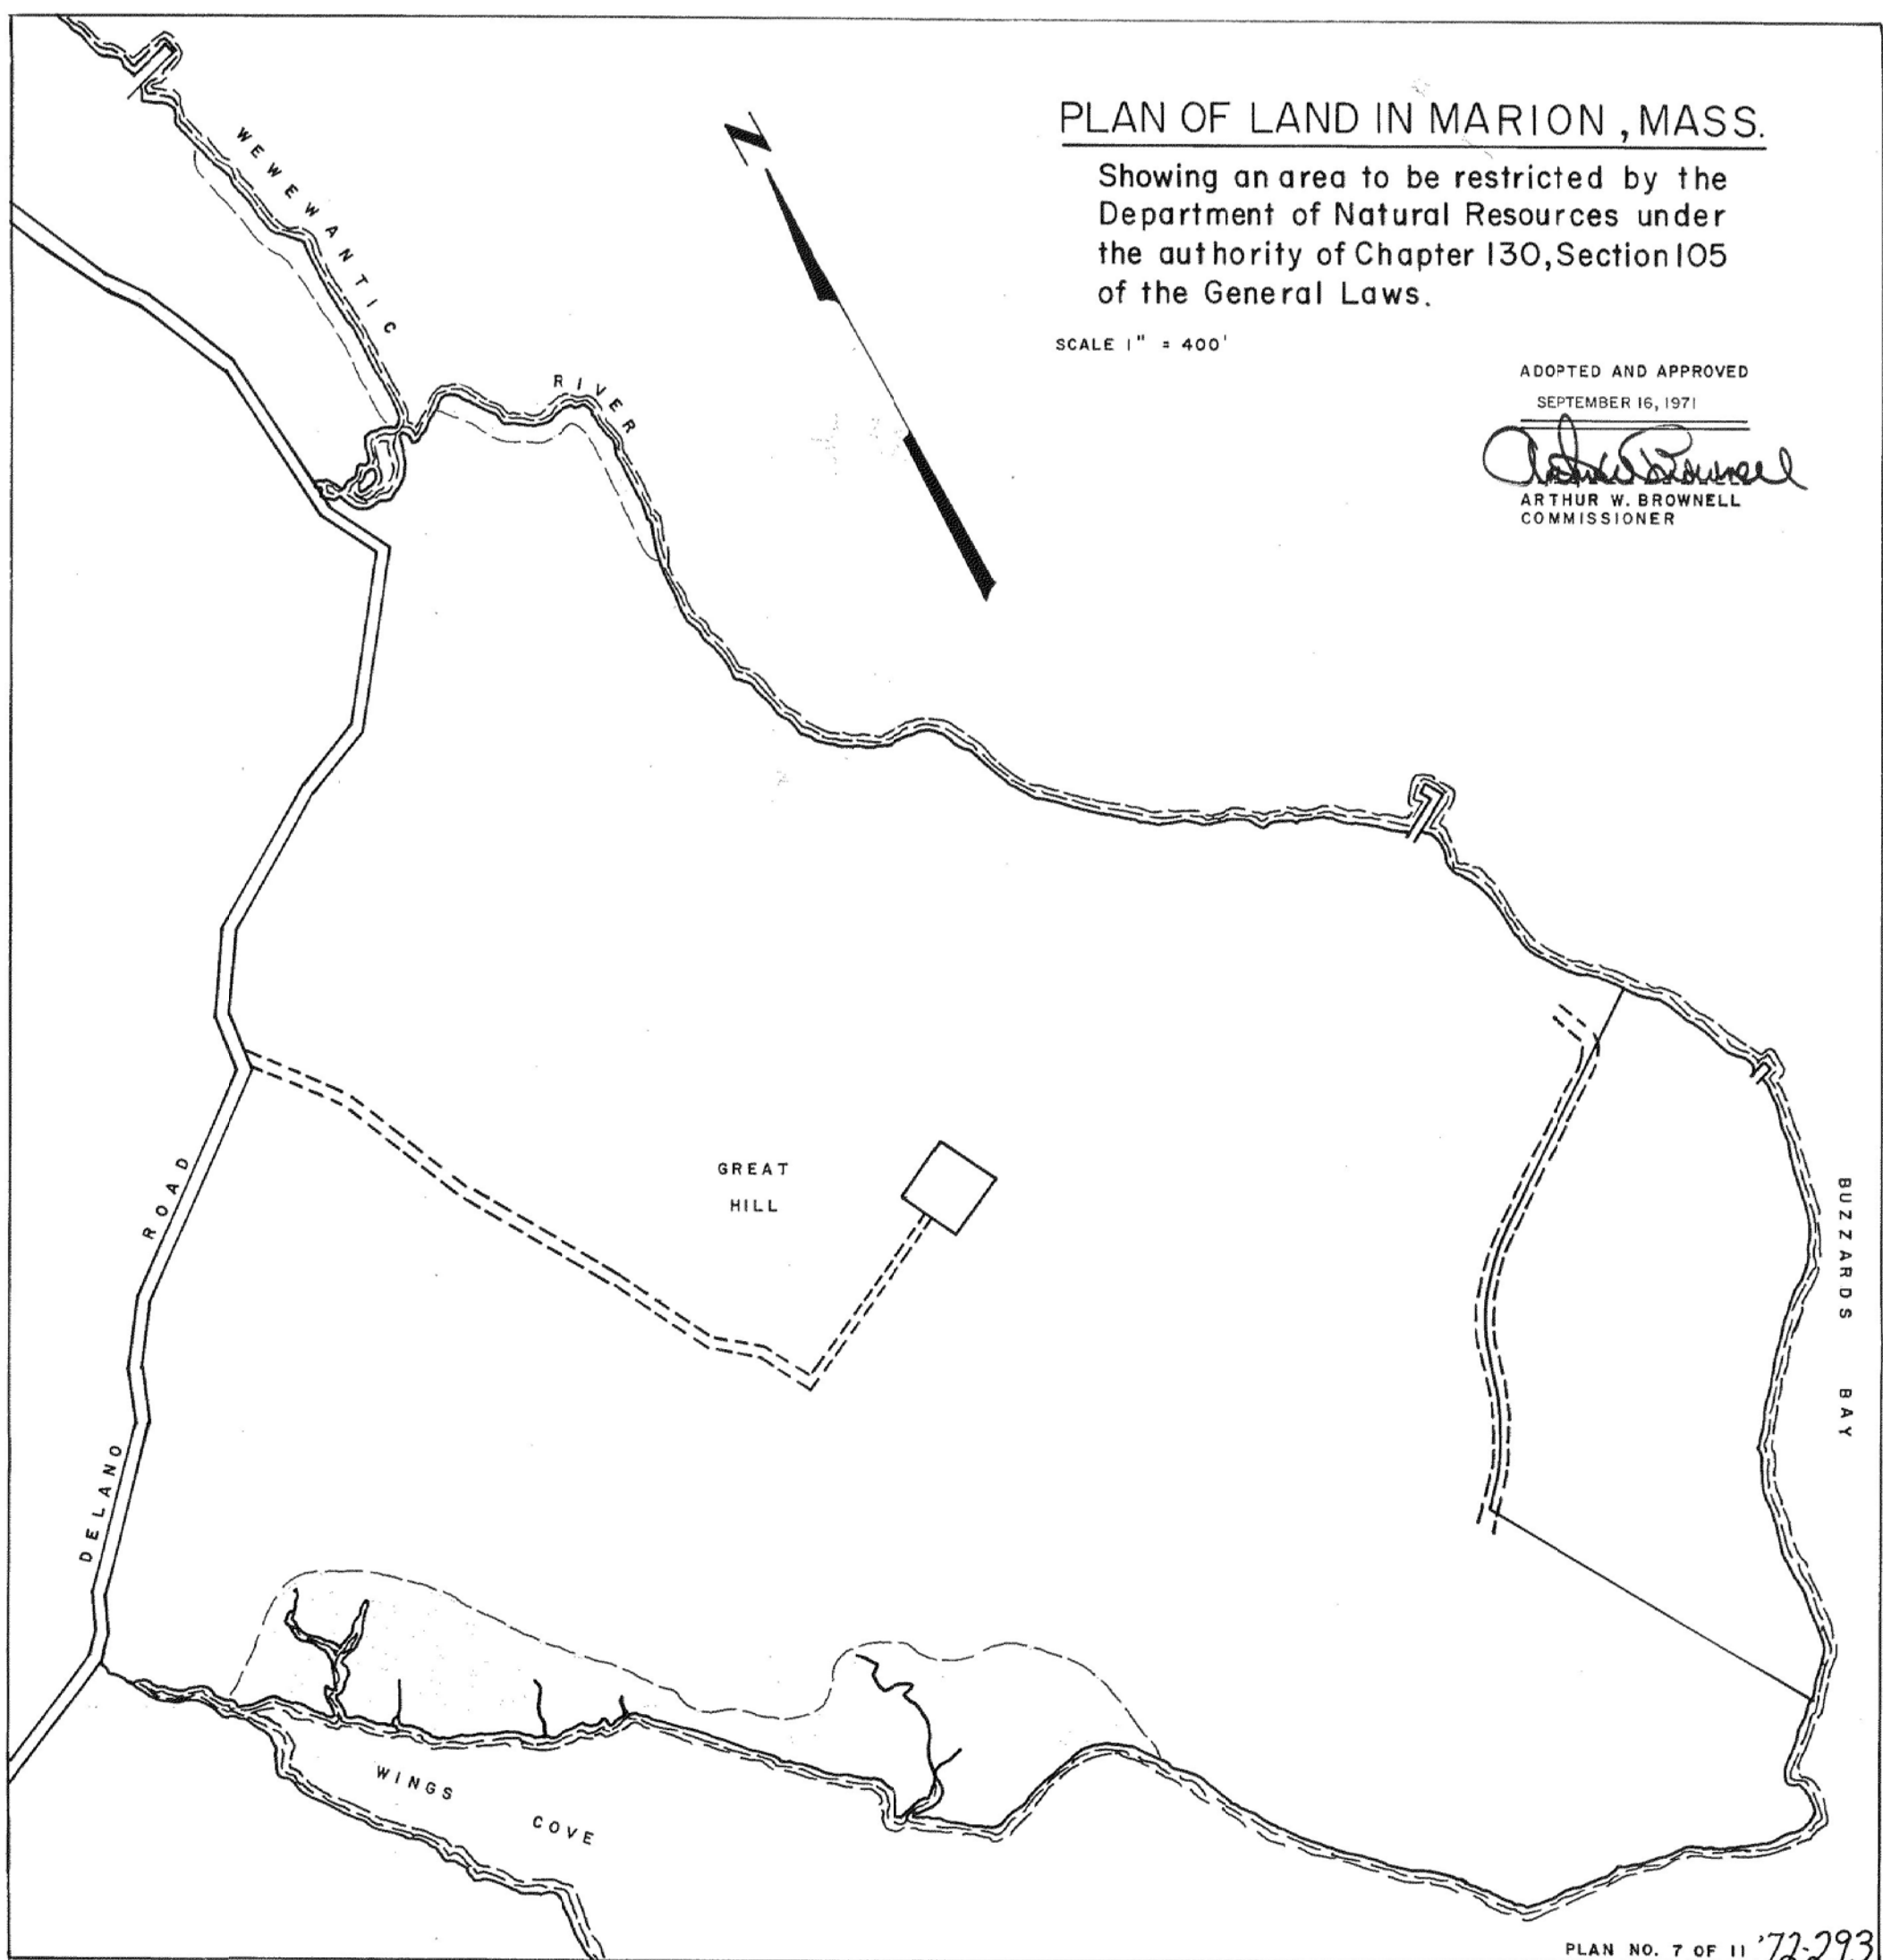 PLAN OF LAND IN MARION, MASS.
Showing an area to be restricted by the
Department of Natural Resources under
the authority of Chapter 130, Section 105
of the General Laws.
SCALE 1" = 400'
ADOPTED AND APPROVED
SEPTEMBER 16, 1971
Arthur W. Brownell
ARTHUR W. BROWNELL
COMMISSIONER
N
WEWEWANTIC
RIVER
GREAT
HILL
DELANO ROAD
BUZZARDS BAY
WINGS
COVE
PLAN NO. 7 OF 11 '72-293